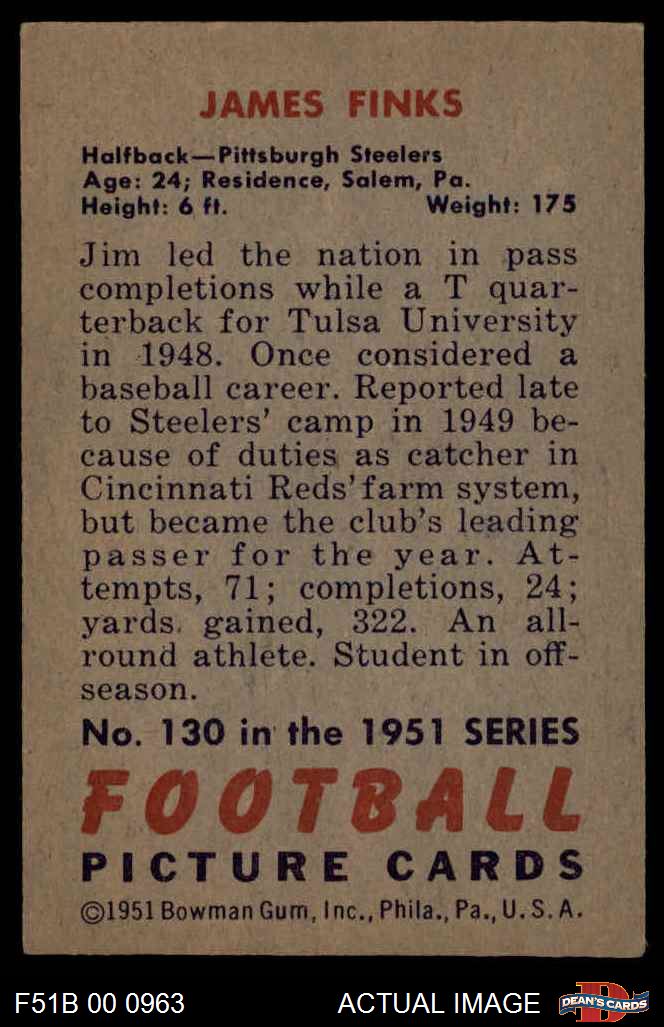 JAMES FINKS
Halfback—Pittsburgh Steelers
Age: 24; Residence, Salem, Pa.
Height: 6 ft. Weight: 175
Jim led the nation in pass
completions while a T quar-
terback for Tulsa University
in 1948. Once considered a
baseball career. Reported late
to Steelers' camp in 1949 be-
cause of duties as catcher in
Cincinnati Reds' farm system,
but became the club's leading
passer for the year. At-
tempts, 71; completions, 24;
yards gained, 322. An all-
round athlete. Student in off-
season.
No. 130 in the 1951 SERIES
FOOTBALL
PICTURE CARDS
©1951 Bowman Gum, Inc., Phila., Pa., U. S. A.
F51B 00 0963 ACTUAL IMAGE D DEAN'S CARDS